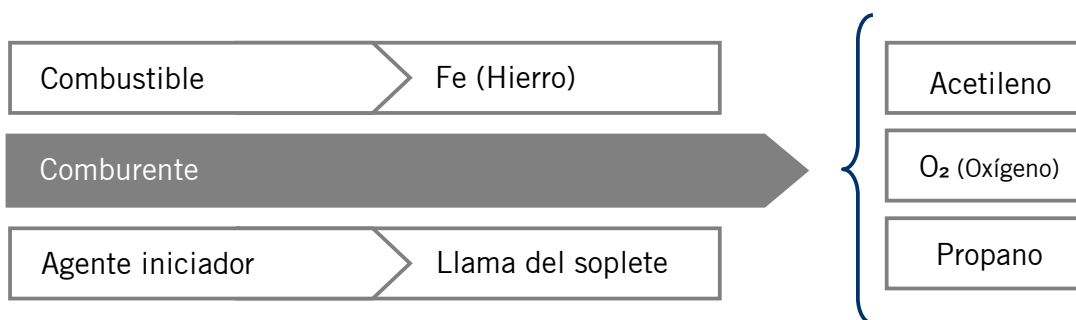 Combustible
Fe (Hierro)
Comburente
Agente iniciador
Llama del soplete
Acetileno
O₂ (Oxígeno)
Propano